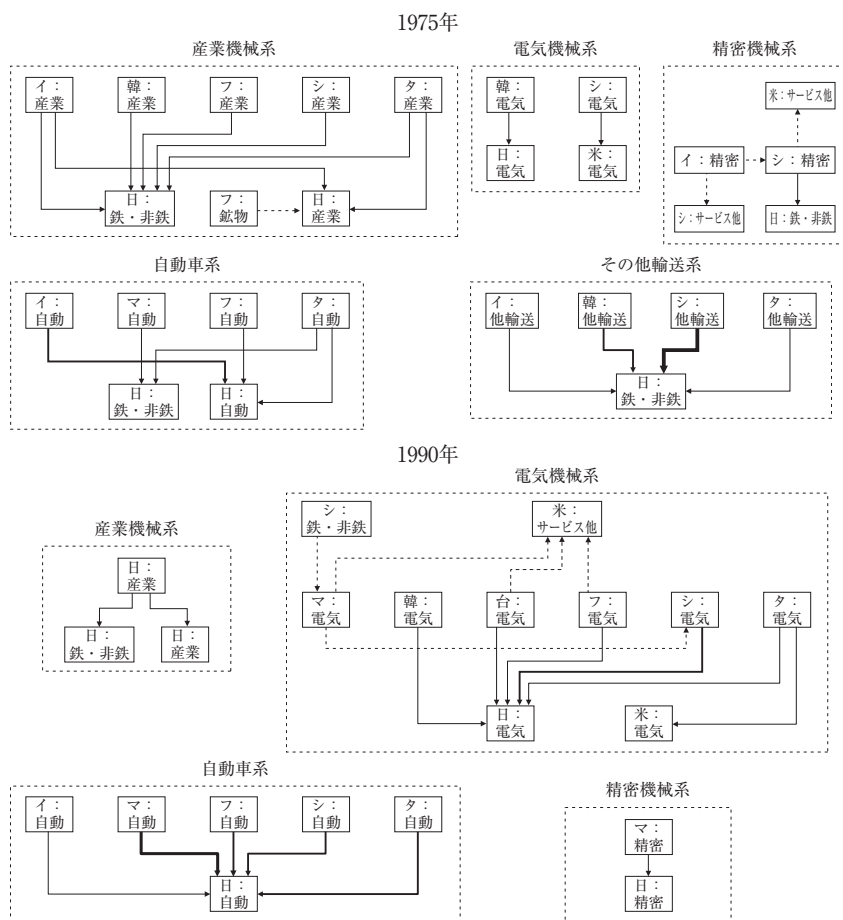 1975年
産業機械系
電気機械系
精密機械系
イ：
産業
韓：
産業
フ：
産業
シ：
産業
タ：
産業
日：
鉄・非鉄
フ：
鉱物
日：
産業
韓：
電気
シ：
電気
日：
電気
米：
電気
米：サービス他
イ：精密
シ：精密
シ：サービス他
日：鉄・非鉄
自動車系
その他輸送系
イ：
自動
マ：
自動
フ：
自動
タ：
自動
日：
鉄・非鉄
日：
自動
イ：
他輸送
韓：
他輸送
シ：
他輸送
タ：
他輸送
日：
鉄・非鉄
1990年
電気機械系
産業機械系
日：
産業
日：
鉄・非鉄
日：
産業
シ：
鉄・非鉄
米：
サービス他
マ：
電気
韓：
電気
台：
電気
フ：
電気
シ：
電気
タ：
電気
日：
電気
米：
電気
自動車系
精密機械系
イ：
自動
マ：
自動
フ：
自動
シ：
自動
タ：
自動
日：
自動
マ：
精密
日：
精密